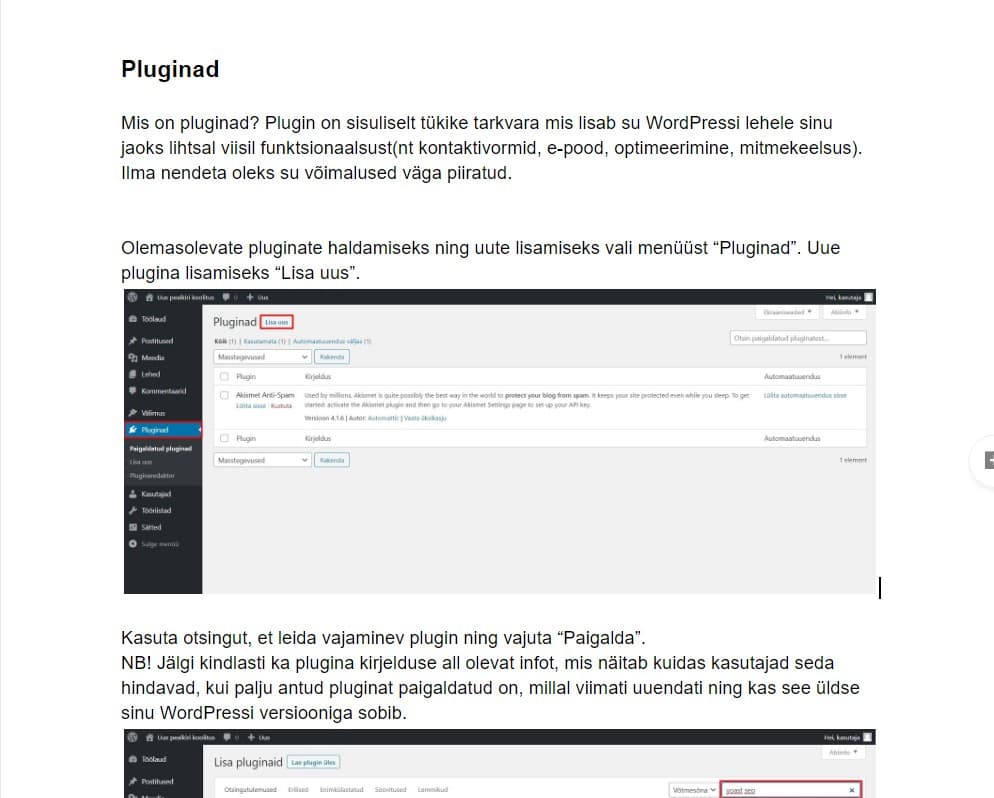 Pluginad
Mis on pluginad? Plugin on sisuliselt tükike tarkvara mis lisab su WordPressi lehele sinu
jaoks lihtsal viisil funktsionaalsust(nt kontaktivormid, e-pood, optimeerimine, mitmekeelsus).
Ilma nendeta oleks su võimalused väga piiratud.
Olemasolevate pluginate haldamiseks ning uute lisamiseks vali menüüst “Pluginad”. Uue
plugina lisamiseks “Lisa uus”.
Uue pealkiri koolitus 0 Uus Hei, kasutaja
Töölaud
Postitused
Meedia
Lehed
Kommentaarid
Välimus
Pluginad
Paigaldatud pluginad
Lisa uus
Pluginaredaktor
Kasutajad
Tööriistad
Sätted
Sulge menüü
Ekraaniseaded Abiinfo
Pluginad Lisa uus
Kõik (1) | Kasutamata (1) | Automaatuuendus väljas (1)
Otsin paigaldatud pluginatest...
Masstegevused Rakenda 1 element
Plugin Kirjeldus Automaatuuendus
Akismet Anti-Spam Used by millions, Akismet is quite possibly the best way in the world to protect your blog from spam. It keeps your site protected even while you sleep. To get Lülita automaatuuendus sisse
Lülita sisse Kustuta started: activate the Akismet plugin and then go to your Akismet Settings page to set up your API key.
Versioon 4.1.6 | Autor: Automattic | Vaata üksikasju
Plugin Kirjeldus Automaatuuendus
Masstegevused Rakenda 1 element
Kasuta otsingut, et leida vajaminev plugin ning vajuta “Paigalda”.
NB! Jälgi kindlasti ka plugina kirjelduse all olevat infot, mis näitab kuidas kasutajad seda
hindavad, kui palju antud pluginat paigaldatud on, millal viimati uuendati ning kas see üldse
sinu WordPressi versiooniga sobib.
Uue pealkiri koolitus 0 Uus Hei, kasutaja
Töölaud
Postitused
Meedia
Abiinfo
Lisa pluginaid Lae plugin üles
Otsingutulemused Erilised Enimkülastatud Soovitused Lemmikud Võtmesõna yoast seo